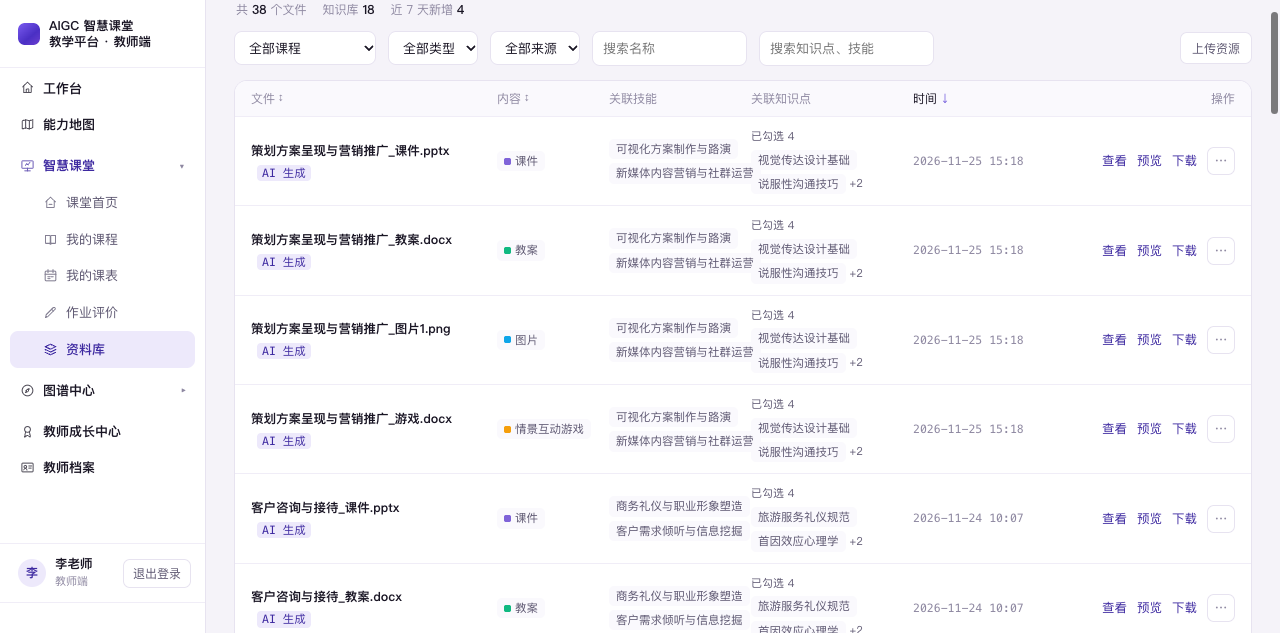 AIGC 智慧课堂
教学平台 · 教师端
工作台
能力地图
智慧课堂
课堂首页
我的课程
我的课表
作业评价
资料库
图谱中心
教师成长中心
教师档案
李
李老师
教师端
退出登录
共 38 个文件 知识库 18 近 7 天新增 4
全部课程 全部类型 全部来源 搜索名称 搜索知识点、技能 上传资源
文件 ↕ 内容 ↕ 关联技能 关联知识点 时间 ↓ 操作
策划方案呈现与营销推广_课件.pptx
AI 生成
课件
可视化方案制作与路演
新媒体内容营销与社群运营
已勾选 4
视觉传达设计基础
说服性沟通技巧 +2
2026-11-25 15:18
查看 预览 下载 ···
策划方案呈现与营销推广_教案.docx
AI 生成
教案
可视化方案制作与路演
新媒体内容营销与社群运营
已勾选 4
视觉传达设计基础
说服性沟通技巧 +2
2026-11-25 15:18
查看 预览 下载 ···
策划方案呈现与营销推广_图片1.png
AI 生成
图片
可视化方案制作与路演
新媒体内容营销与社群运营
已勾选 4
视觉传达设计基础
说服性沟通技巧 +2
2026-11-25 15:18
查看 预览 下载 ···
策划方案呈现与营销推广_游戏.docx
AI 生成
情景互动游戏
可视化方案制作与路演
新媒体内容营销与社群运营
已勾选 4
视觉传达设计基础
说服性沟通技巧 +2
2026-11-25 15:18
查看 预览 下载 ···
客户咨询与接待_课件.pptx
AI 生成
课件
商务礼仪与职业形象塑造
客户需求倾听与信息挖掘
已勾选 4
旅游服务礼仪规范
首因效应心理学 +2
2026-11-24 10:07
查看 预览 下载 ···
客户咨询与接待_教案.docx
AI 生成
教案
商务礼仪与职业形象塑造
客户需求倾听与信息挖掘
已勾选 4
旅游服务礼仪规范
首因效应心理学 +2
2026-11-24 10:07
查看 预览 下载 ···